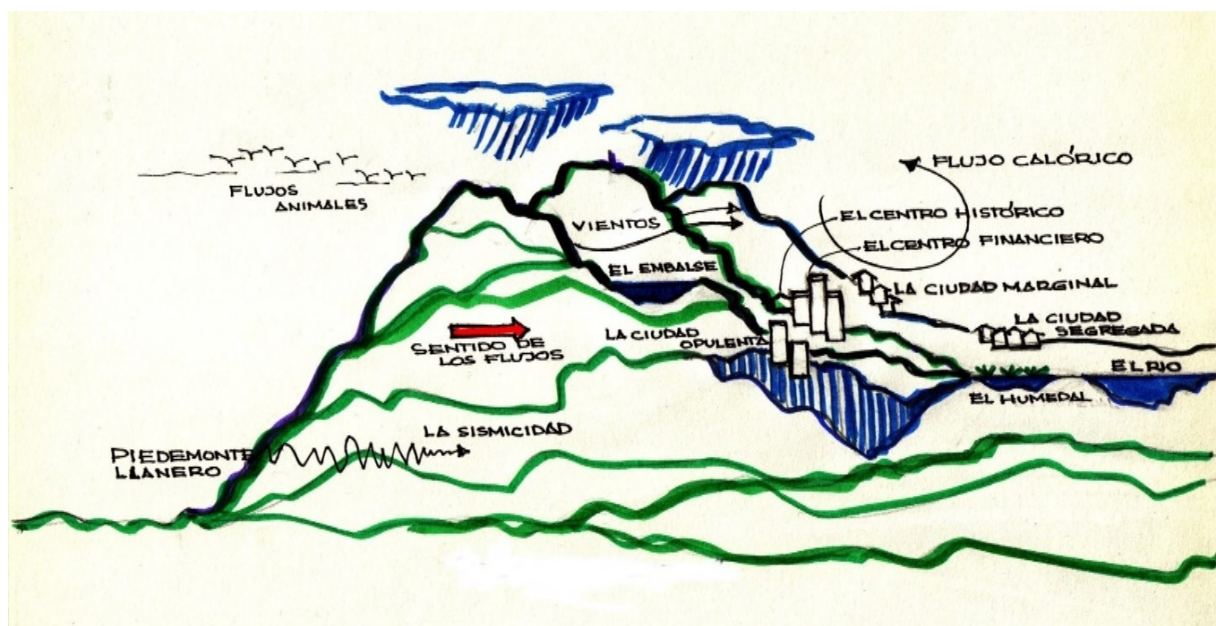 FLUJO CALÓRICO
FLUJOS
ANIMALES
VIENTOS
EL CENTRO HISTÓRICO
EL CENTRO FINANCIERO
EL EMBALSE
LA CIUDAD MARGINAL
LA CIUDAD
SEGREGADA
SENTIDO DE
LOS FLUJOS
LA CIUDAD
OPULENTA
EL RIO
EL HUMEDAL
LA SISMICIDAD
PIEDEMONTE
LLANERO